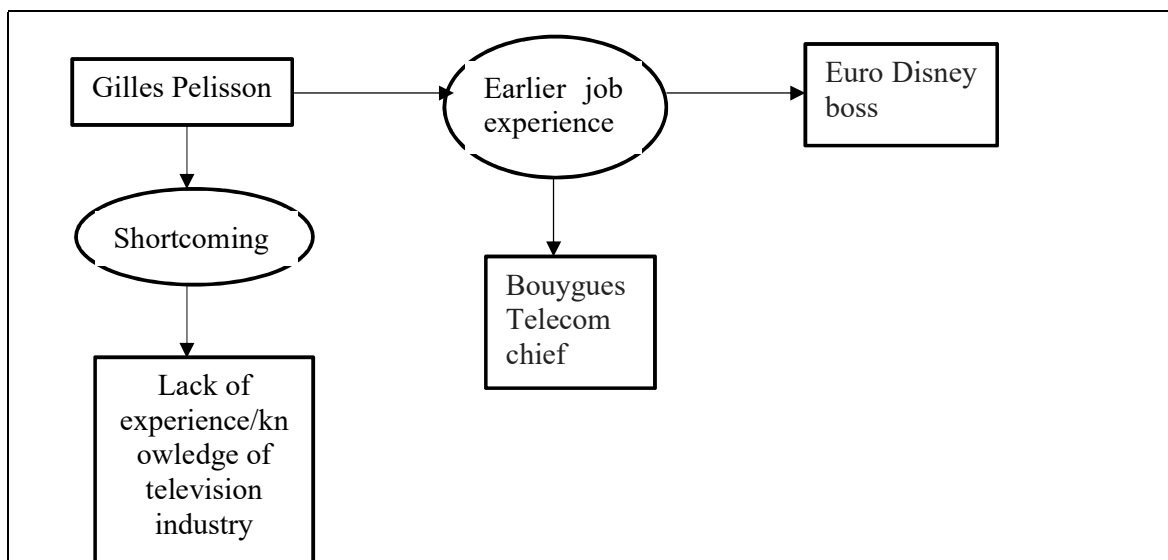 Gilles Pelisson
Earlier job
experience
Euro Disney
boss
Shortcoming
Bouygues
Telecom
chief
Lack of
experience/kn
owledge of
television
industry